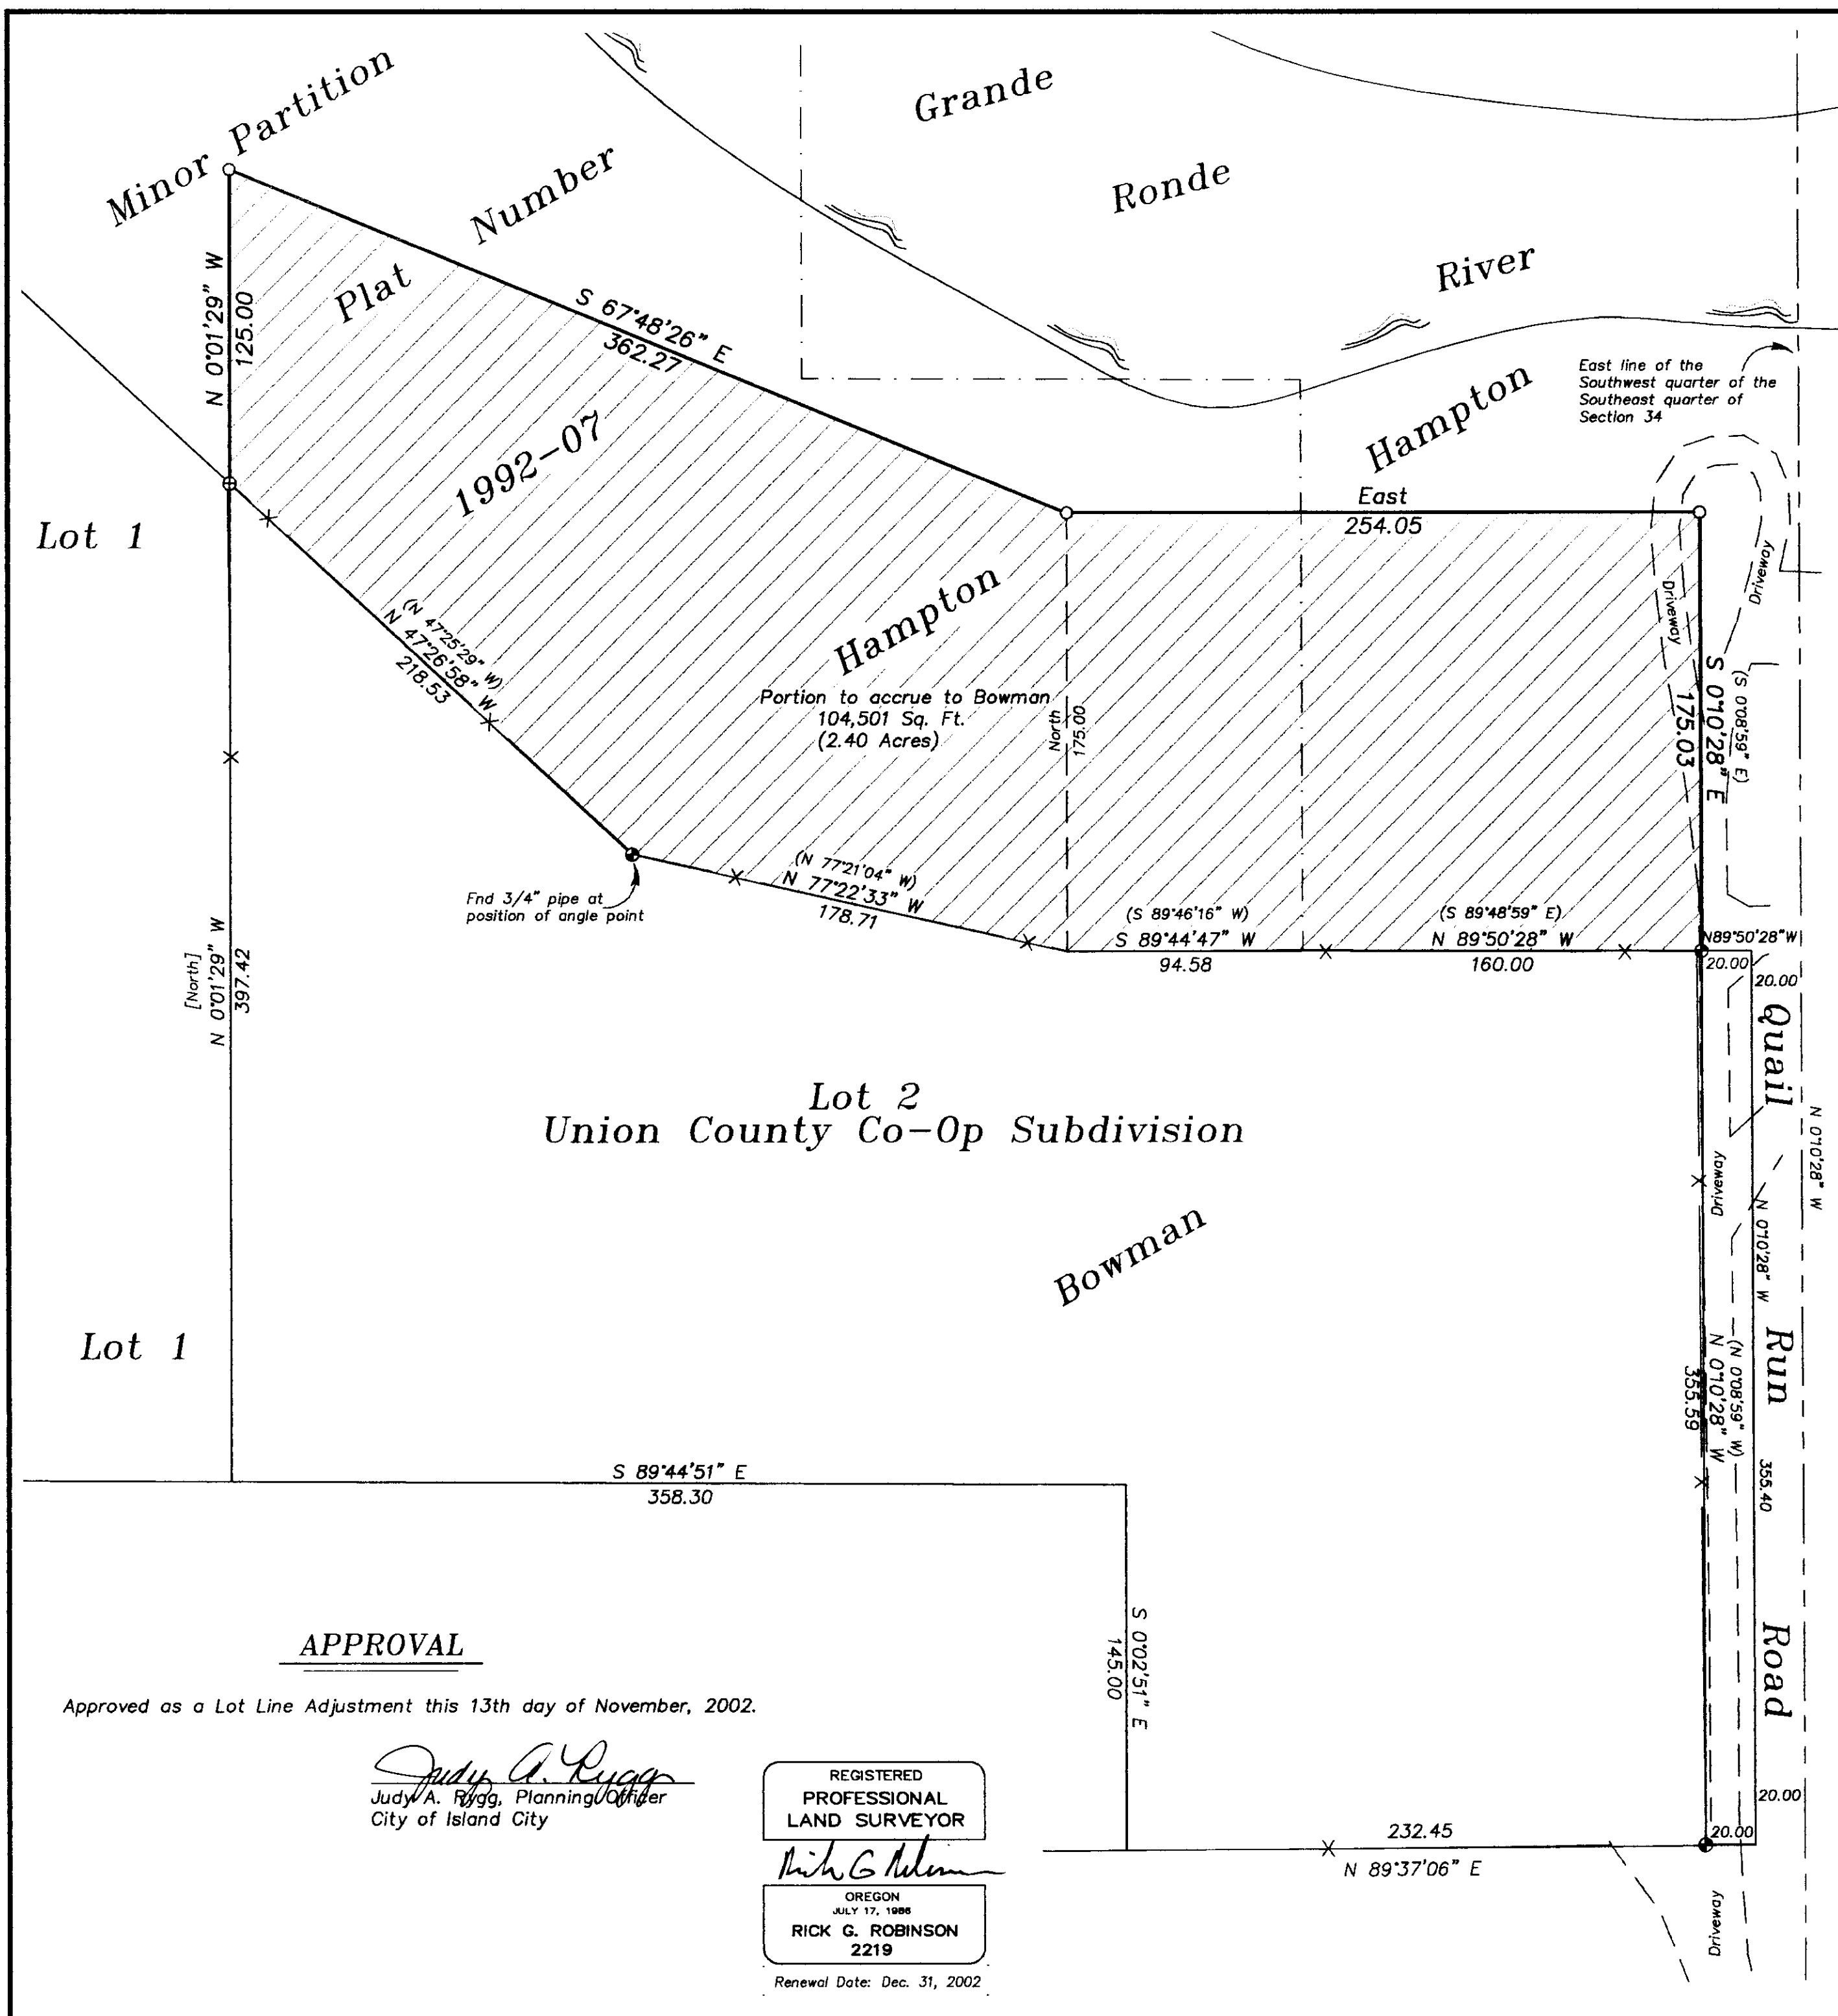 Minor Partition
Plat Number
1992-07
Grande
Ronde
River
N 0°01'29" W
125.00
S 67°48'26" E
362.27
East line of the
Southwest quarter of the
Southeast quarter of
Section 34
Hampton
East
254.05
Lot 1
Driveway
Driveway
(N 47°25'29" W)
N 47°26'58" W
218.53
Hampton
Portion to accrue to Bowman
104,501 Sq. Ft.
(2.40 Acres)
North
175.00
(S 0°08'59" E)
S 0°10'28" E
175.03
Fnd 3/4" pipe at
position of angle point
(N 77°21'04" W)
N 77°22'33" W
178.71
(S 89°46'16" W)
S 89°44'47" W
94.58
(S 89°48'59" E)
N 89°50'28" W
160.00
N89°50'28"W
20.00
20.00
[North]
N 0°01'29" W
397.42
Quail Run Road
Lot 2
Union County Co-Op Subdivision
N 0°10'28" W
Driveway
N 0°10'28" W
355.40
Bowman
(N 0°08'59" W)
N 0°10'28" W
355.59
Lot 1
S 89°44'51" E
358.30
S 0°02'51" E
145.00
APPROVAL
Approved as a Lot Line Adjustment this 13th day of November, 2002.
Judy A. Rygg
Judy A. Rygg, Planning Officer
City of Island City
REGISTERED
PROFESSIONAL
LAND SURVEYOR
OREGON
JULY 17, 1986
RICK G. ROBINSON
2219
Renewal Date: Dec. 31, 2002
20.00
20.00
232.45
N 89°37'06" E
Driveway